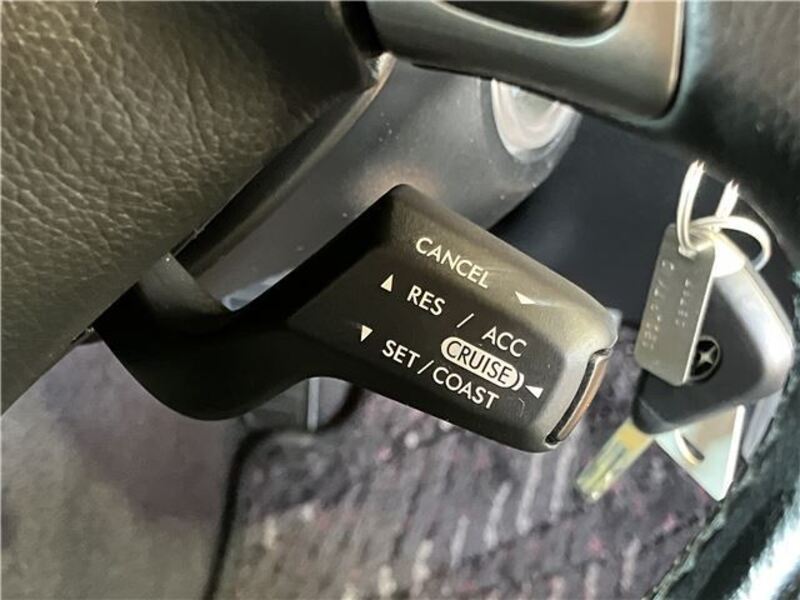 CANCEL
RES / ACC
CRUISE
SET / COAST